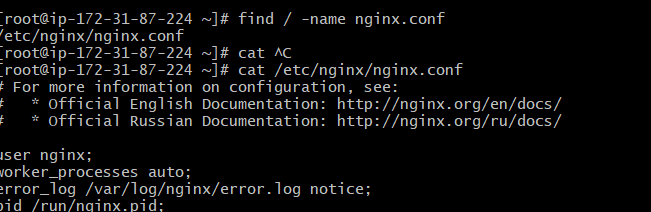 [root@ip-172-31-87-224 ~]# find / -name nginx.conf
/etc/nginx/nginx.conf
[root@ip-172-31-87-224 ~]# cat ^C
[root@ip-172-31-87-224 ~]# cat /etc/nginx/nginx.conf
# For more information on configuration, see:
#   * Official English Documentation: http://nginx.org/en/docs/
#   * Official Russian Documentation: http://nginx.org/ru/docs/
user nginx;
worker_processes auto;
error_log /var/log/nginx/error.log notice;
pid /run/nginx.pid;